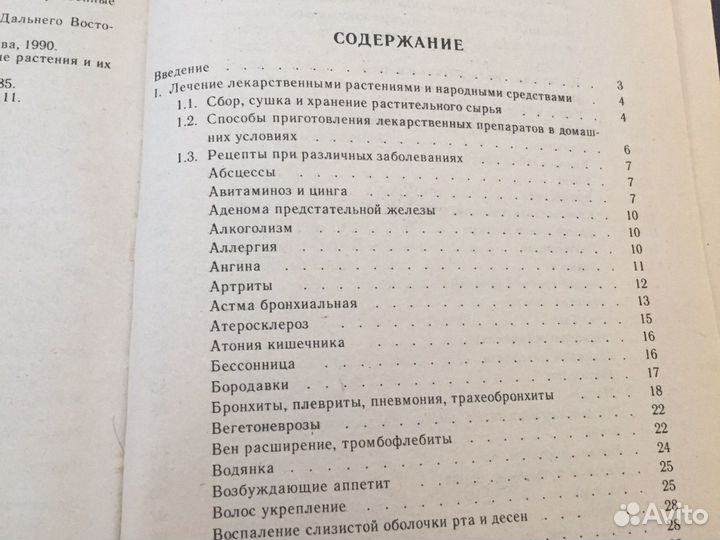 венные
Дальнего Восто-
ва, 1990.
ые растения и их
85.
11.
СОДЕРЖАНИЕ
Введение . . . . . . . . . . . . . . . . 3
1. Лечение лекарственными растениями и народными средствами . 4
1.1. Сбор, сушка и хранение растительного сырья . . . . 4
1.2. Способы приготовления лекарственных препаратов в домаш-
них условиях . . . . . . . . . . . . . 6
1.3. Рецепты при различных заболеваниях . . . . . . 7
Абсцессы . . . . . . . . . . . . . 7
Авитаминоз и цинга . . . . . . . . . . 7
Аденома предстательной железы . . . . . . . 10
Алкоголизм . . . . . . . . . . . . 10
Аллергия . . . . . . . . . . . . . 10
Ангина . . . . . . . . . . . . . 11
Артриты . . . . . . . . . . . . . 12
Астма бронхиальная . . . . . . . . . . 13
Атеросклероз . . . . . . . . . . . 15
Атония кишечника . . . . . . . . . . 16
Бессонница . . . . . . . . . . . . 16
Бородавки . . . . . . . . . . . . 17
Бронхиты, плевриты, пневмония, трахеобронхиты . . . 18
Вегетоневрозы . . . . . . . . . . . 22
Вен расширение, тромбофлебиты . . . . . . . 22
Водянка . . . . . . . . . . . . . 24
Возбуждающие аппетит . . . . . . . . . 25
Волос укрепление . . . . . . . . . . 25
Воспаление слизистой оболочки рта и десен . . . . 28
28
Avito